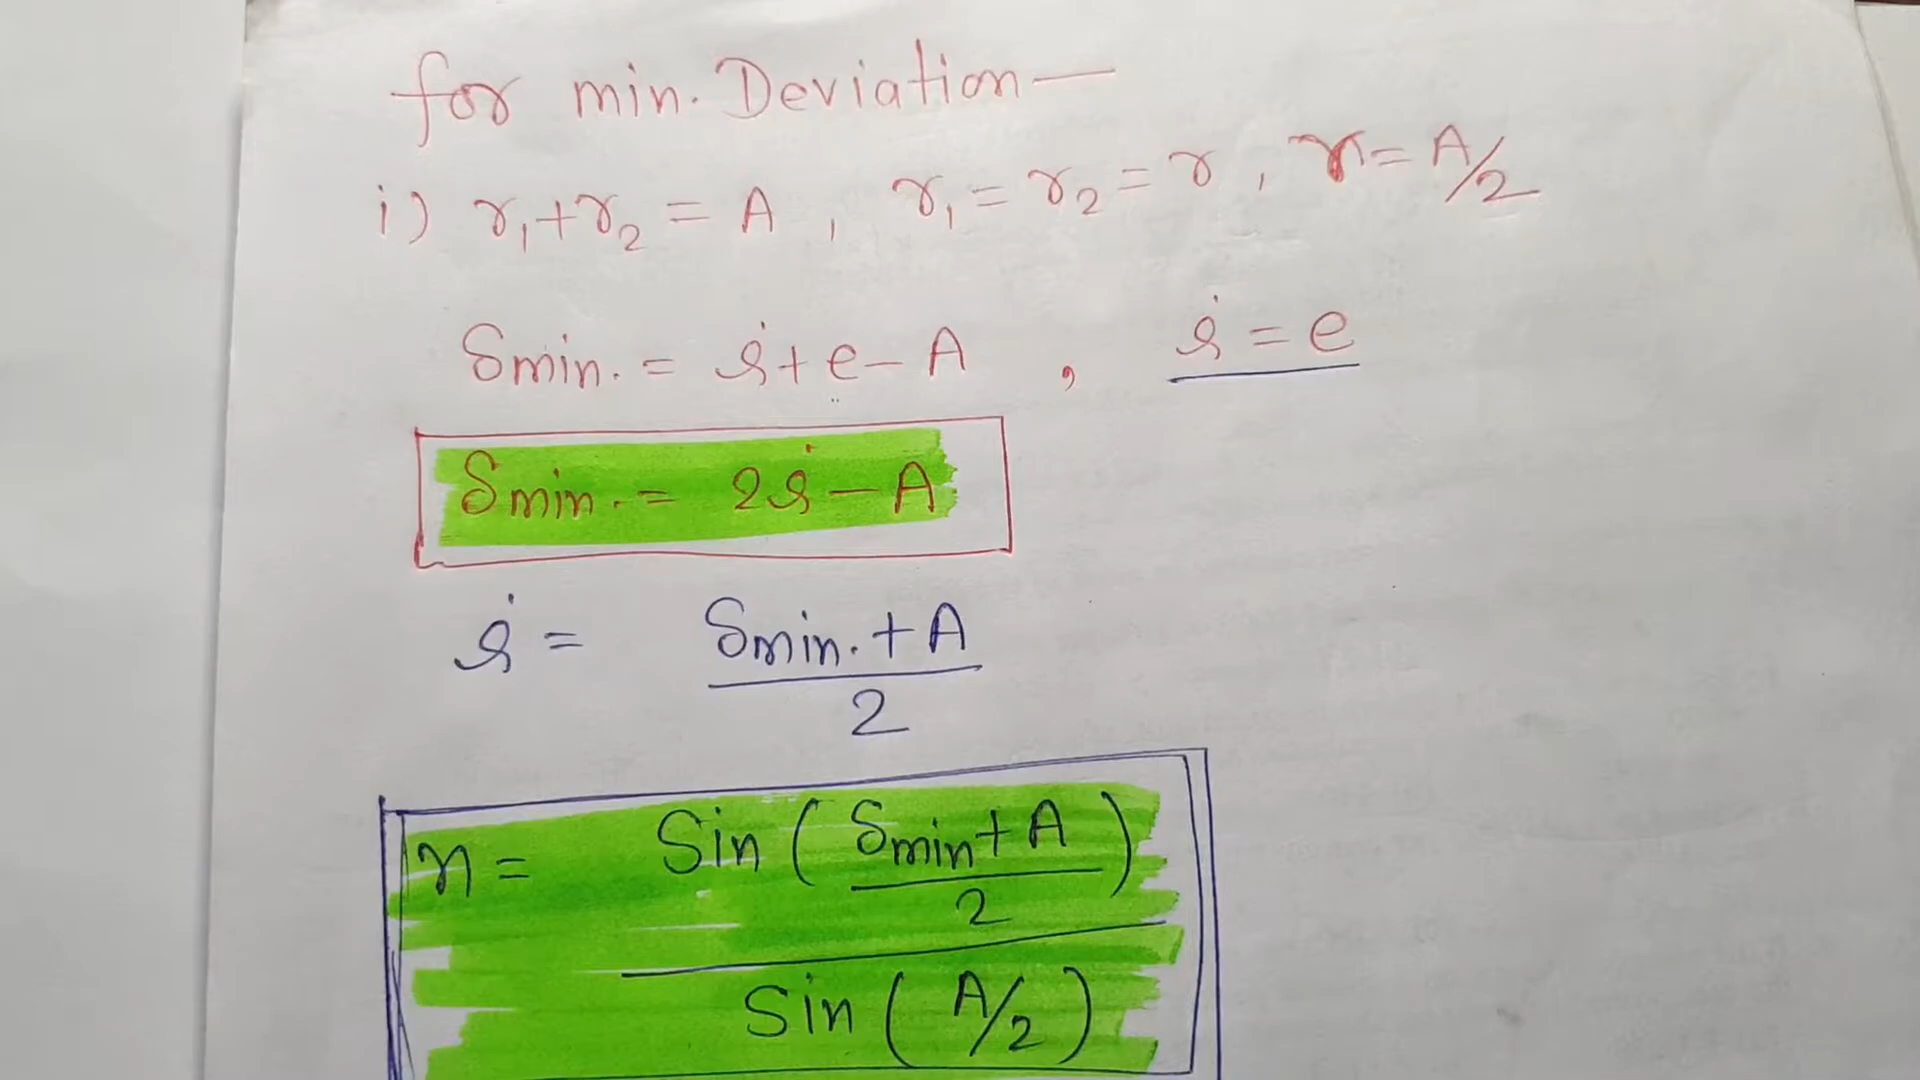 for min. Deviation—
i) r₁+r₂ = A , r₁ = r₂ = r , r = A/2
δmin. = i+e−A , i = e
δmin. = 2i − A
i = δmin. + A / 2
n = Sin ( δmin + A / 2 ) / Sin ( A/2 )